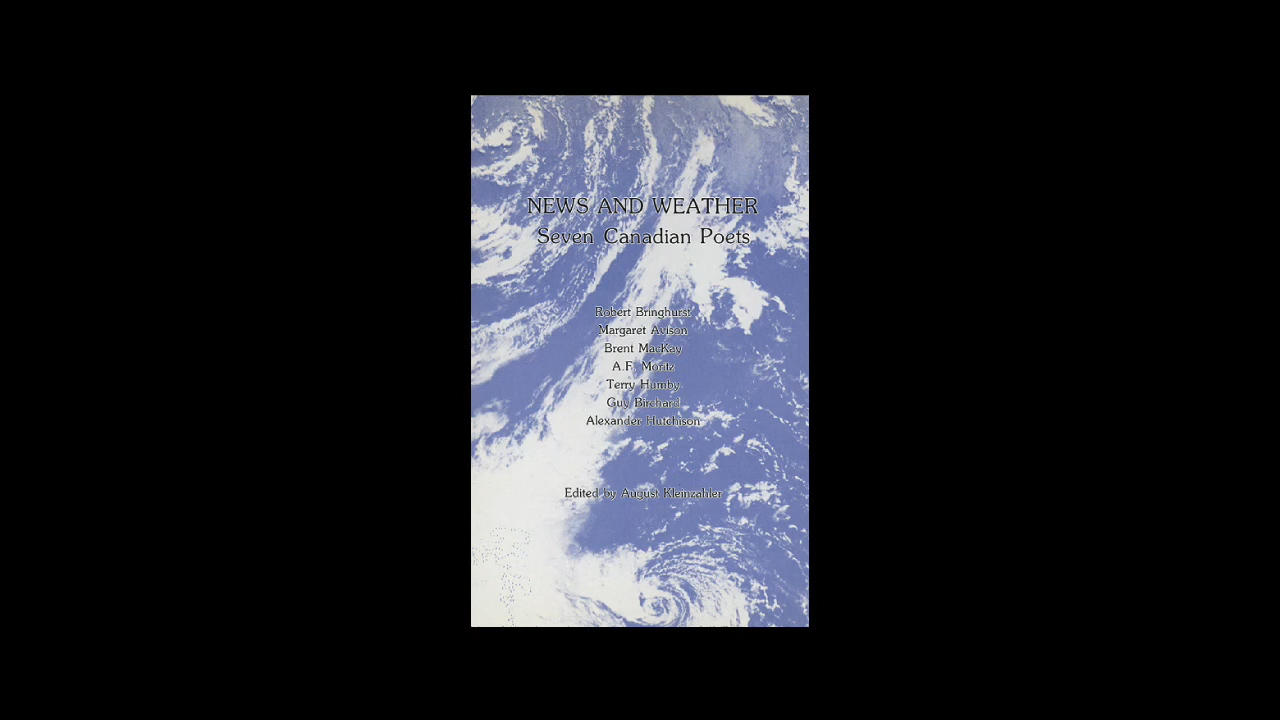 NEWS AND WEATHER
Seven Canadian Poets
Robert Bringhurst
Margaret Avison
Brent MacKay
A.F. Moritz
Terry Humby
Guy Birchard
Alexander Hutchison
Edited by August Kleinzahler